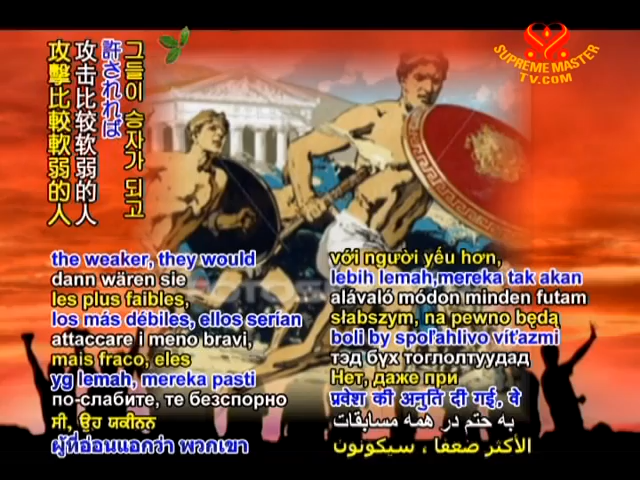 SUPREME MASTER
TV.COM
그들이 승자가 되고
許されれば
攻击比较软弱的人
攻擊比較軟弱的人
the weaker, they would
dann wären sie
les plus faibles,
los más débiles, ellos serían
attaccare i meno bravi,
mais fraco, eles
yg lemah, mereka pasti
по-слабите, те безспорно
ਸੀ, ਉਹ ਯਕੀਨਨ
ผู้ที่อ่อนแอกว่า พวกเขา
với người yếu hơn,
lebih lemah,mereka tak akan
alávaló módon minden futam
słabszym, na pewno będą
boli by spoľahlivo víťazmi
тэд бүх тоглолтуудад
Нет, даже при
प्रवेश की अनुति दी गई, वे
به حتم در همه مسابقات
الأكثر ضعفا ، سيكونون